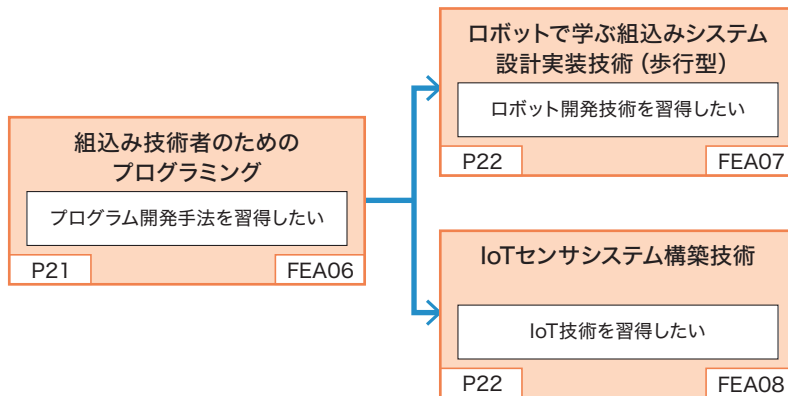 組込み技術者のための
プログラミング
プログラム開発手法を習得したい
P21
FEA06
ロボットで学ぶ組込みシステム
設計実装技術（歩行型）
ロボット開発技術を習得したい
P22
FEA07
IoTセンサシステム構築技術
IoT技術を習得したい
P22
FEA08